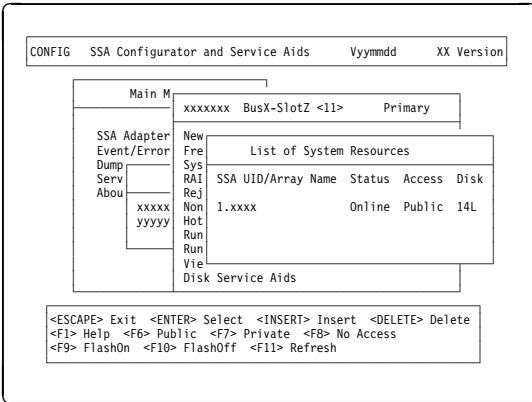 CONFIG SSA Configurator and Service Aids Vyymmdd XX Version
Main M
xxxxxxx BusX-SlotZ <11> Primary
SSA Adapter New
Event/Error Fre List of System Resources
Dump Sys
Serv RAI SSA UID/Array Name Status Access Disk
Abou Rej
xxxxx Non 1.xxxx Online Public 14L
yyyyy Hot
Run
Run
Vie
Disk Service Aids
<ESCAPE> Exit <ENTER> Select <INSERT> Insert <DELETE> Delete
<F1> Help <F6> Public <F7> Private <F8> No Access
<F9> FlashOn <F10> FlashOff <F11> Refresh